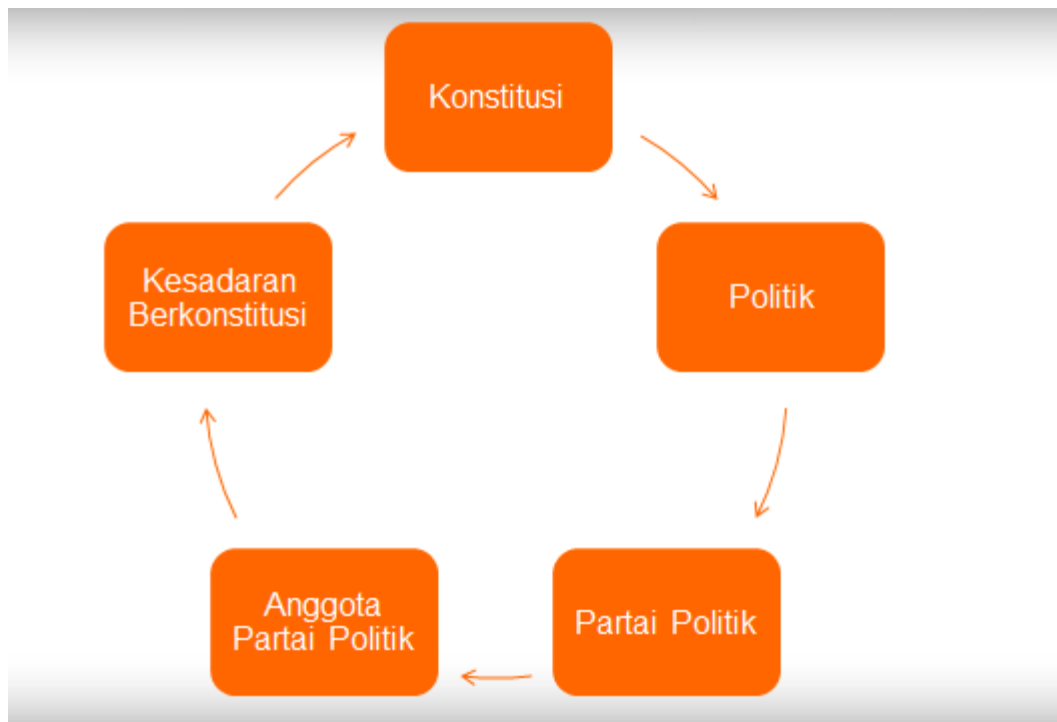 Konstitusi
Politik
Partai Politik
Anggota
Partai Politik
Kesadaran
Berkonstitusi